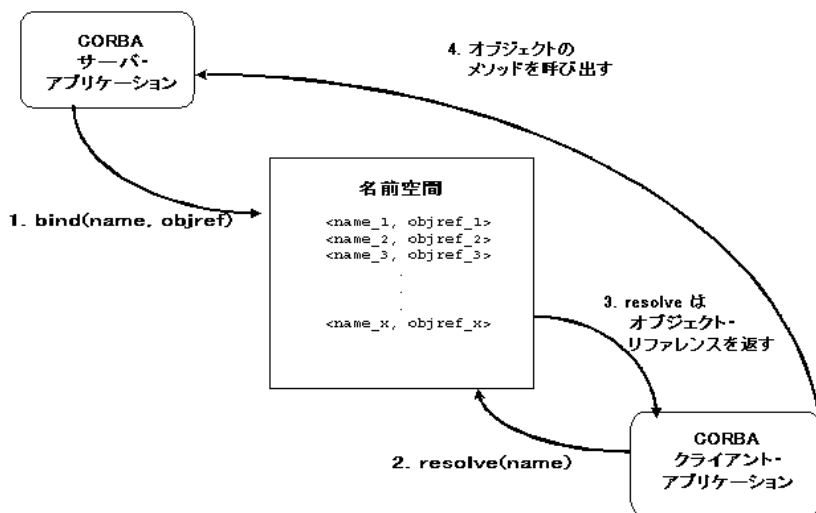 CORBA
サーバ・
アプリケーション
4. オブジェクトの
メソッドを呼び出す
1. bind(name, objref)
名前空間
<name_1, objref_1>
<name_2, objref_2>
<name_3, objref_3>
.
.
.
<name_x, objref_x>
3. resolve は
オブジェクト・
リファレンスを返す
2. resolve(name)
CORBA
クライアント・
アプリケーション